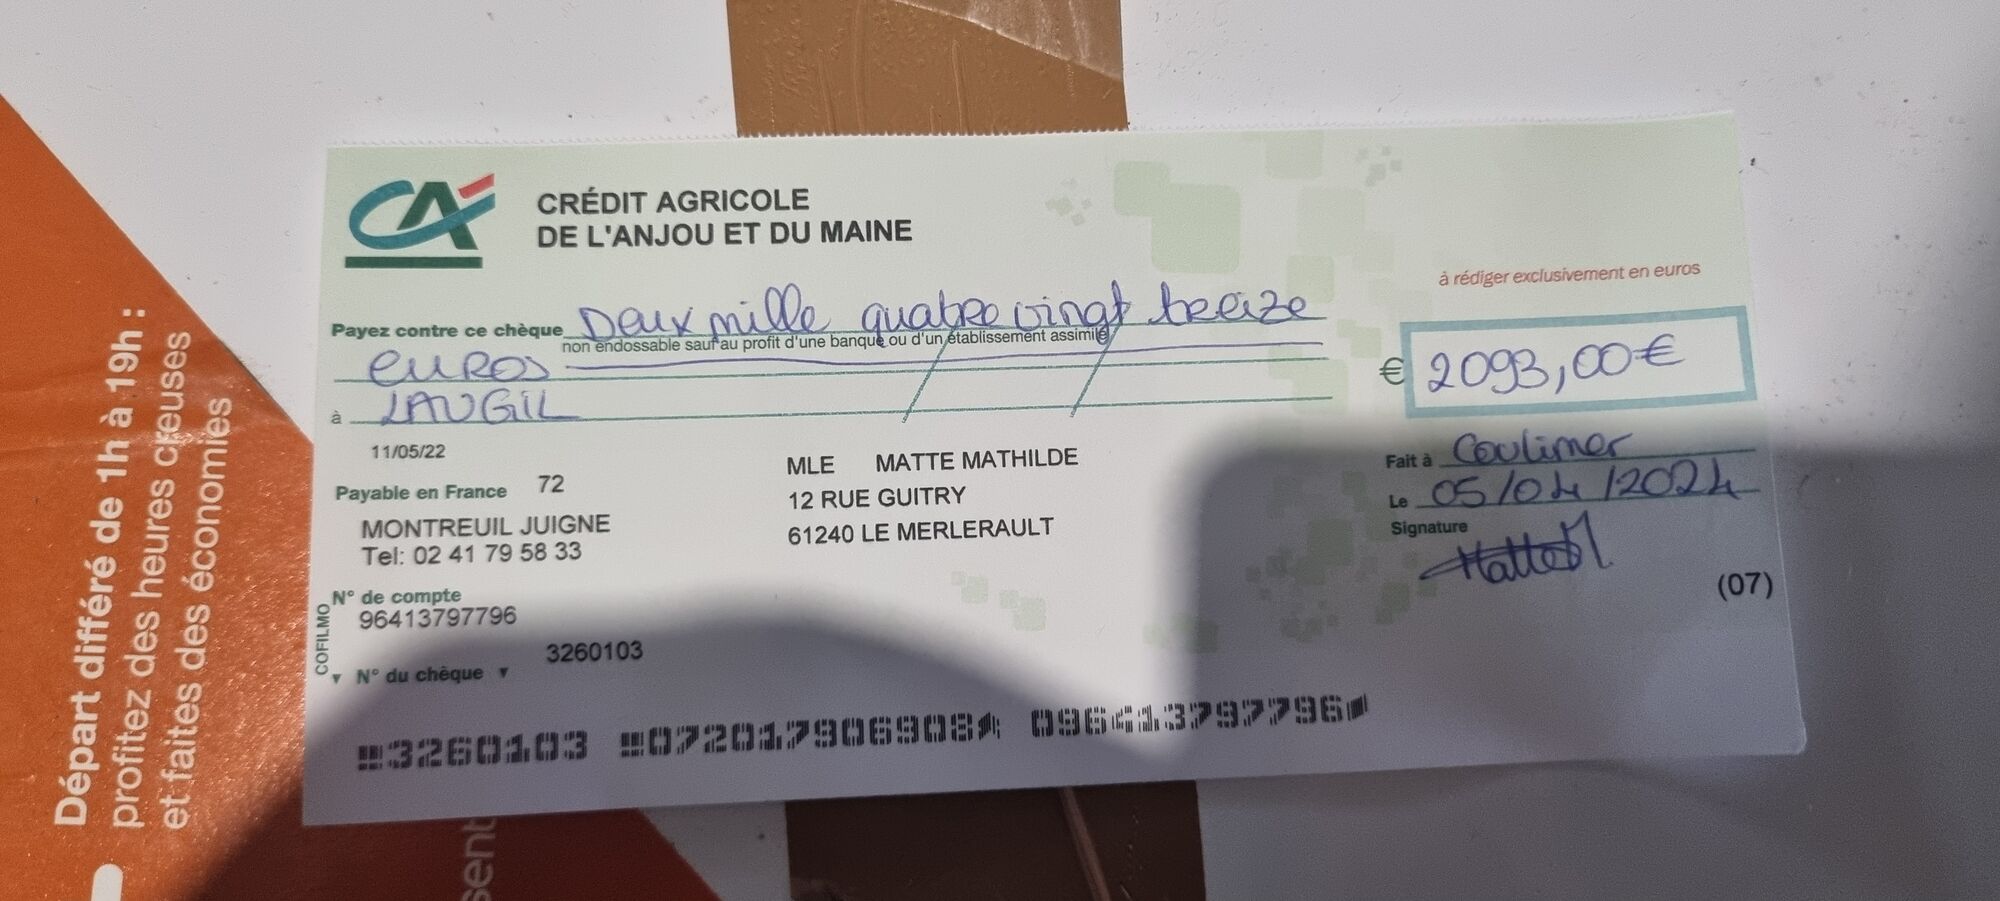 CA
CRÉDIT AGRICOLE
DE L'ANJOU ET DU MAINE
à rédiger exclusivement en euros
Payez contre ce chèque Deux mille quatre vingt treize
non endossable sauf au profit d'une banque ou d'un établissement assimilé
euros
€ 2093,00€
à LAUGIL
11/05/22
Payable en France 72
MONTREUIL JUIGNE
Tel: 02 41 79 58 33
MLE MATTE MATHILDE
12 RUE GUITRY
61240 LE MERLERAULT
Fait à Coulimer
Le 05/04/2024
Signature
Matte M
(07)
N° de compte
96413797796
COFILMO
3260103
N° du chèque
3260103 072017906908 096413797796
Départ différé de 1h à 19h :
profitez des heures creuses
et faites des économies